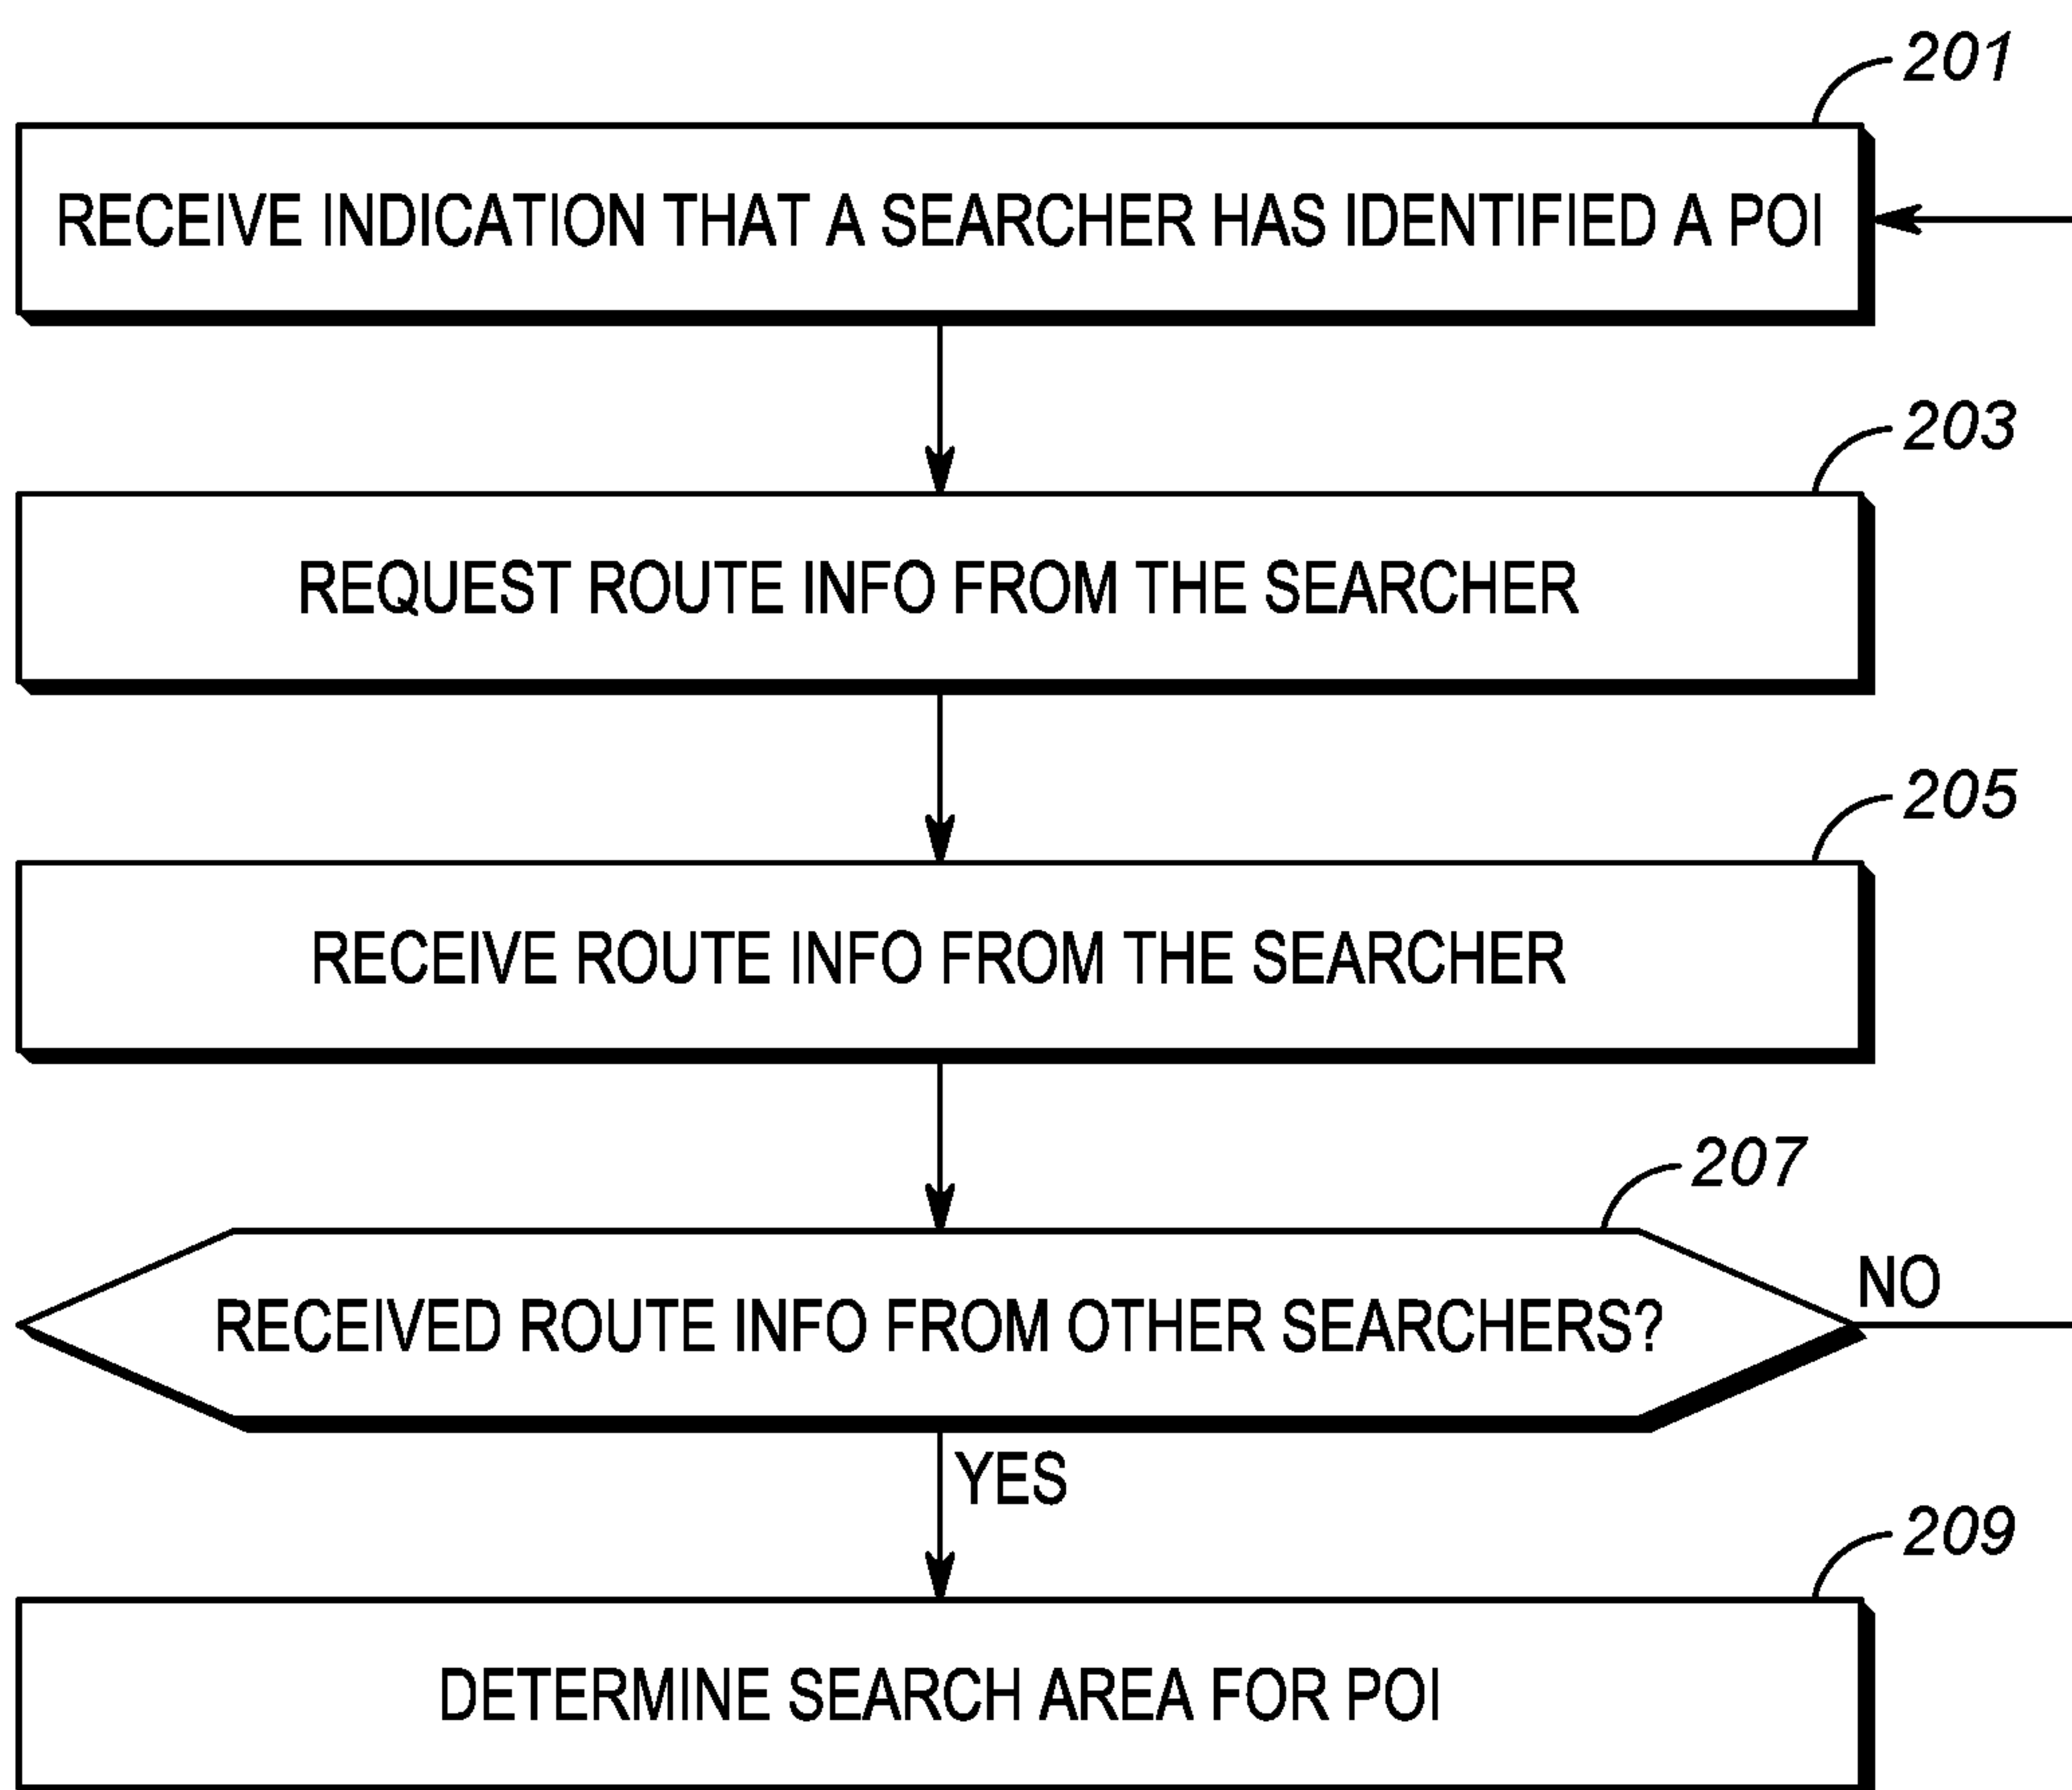 201
RECEIVE INDICATION THAT A SEARCHER HAS IDENTIFIED A POI
203
REQUEST ROUTE INFO FROM THE SEARCHER
205
RECEIVE ROUTE INFO FROM THE SEARCHER
207
RECEIVED ROUTE INFO FROM OTHER SEARCHERS?
NO
YES
209
DETERMINE SEARCH AREA FOR POI